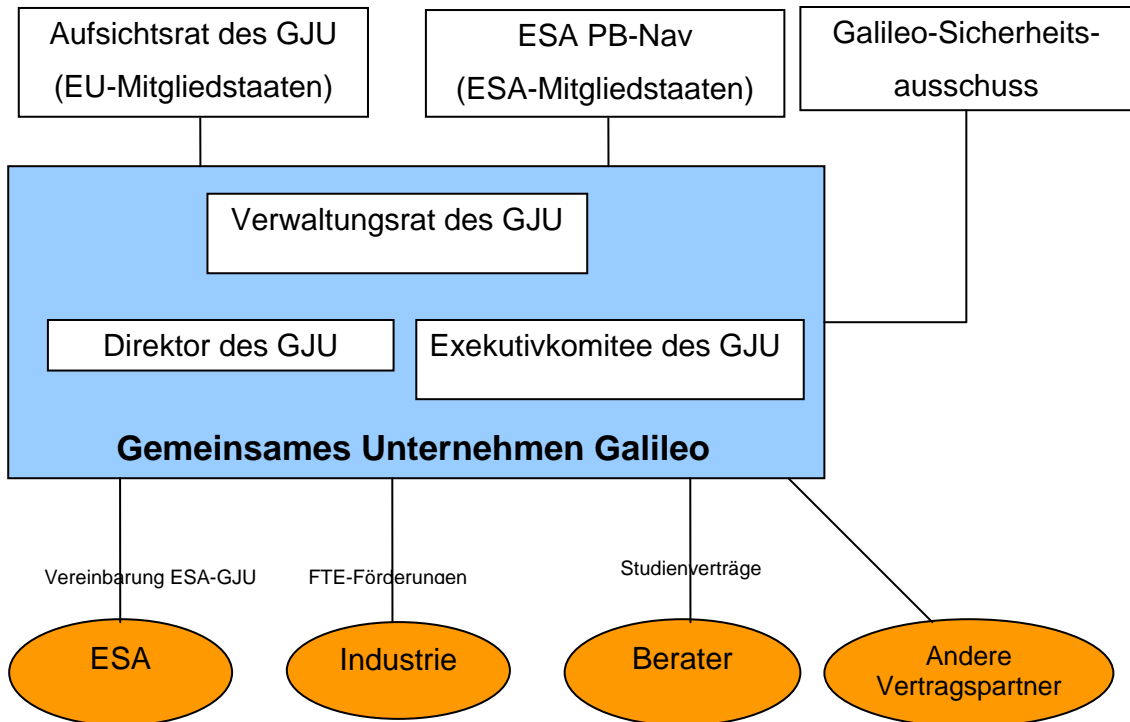 Aufsichtsrat des GJU
(EU-Mitgliedstaaten)
ESA PB-Nav
(ESA-Mitgliedstaaten)
Galileo-Sicherheits-
ausschuss
Verwaltungsrat des GJU
Direktor des GJU
Exekutivkomitee des GJU
Gemeinsames Unternehmen Galileo
Vereinbarung ESA-GJU
FTE-Förderungen
Studienverträge
ESA
Industrie
Berater
Andere
Vertragspartner